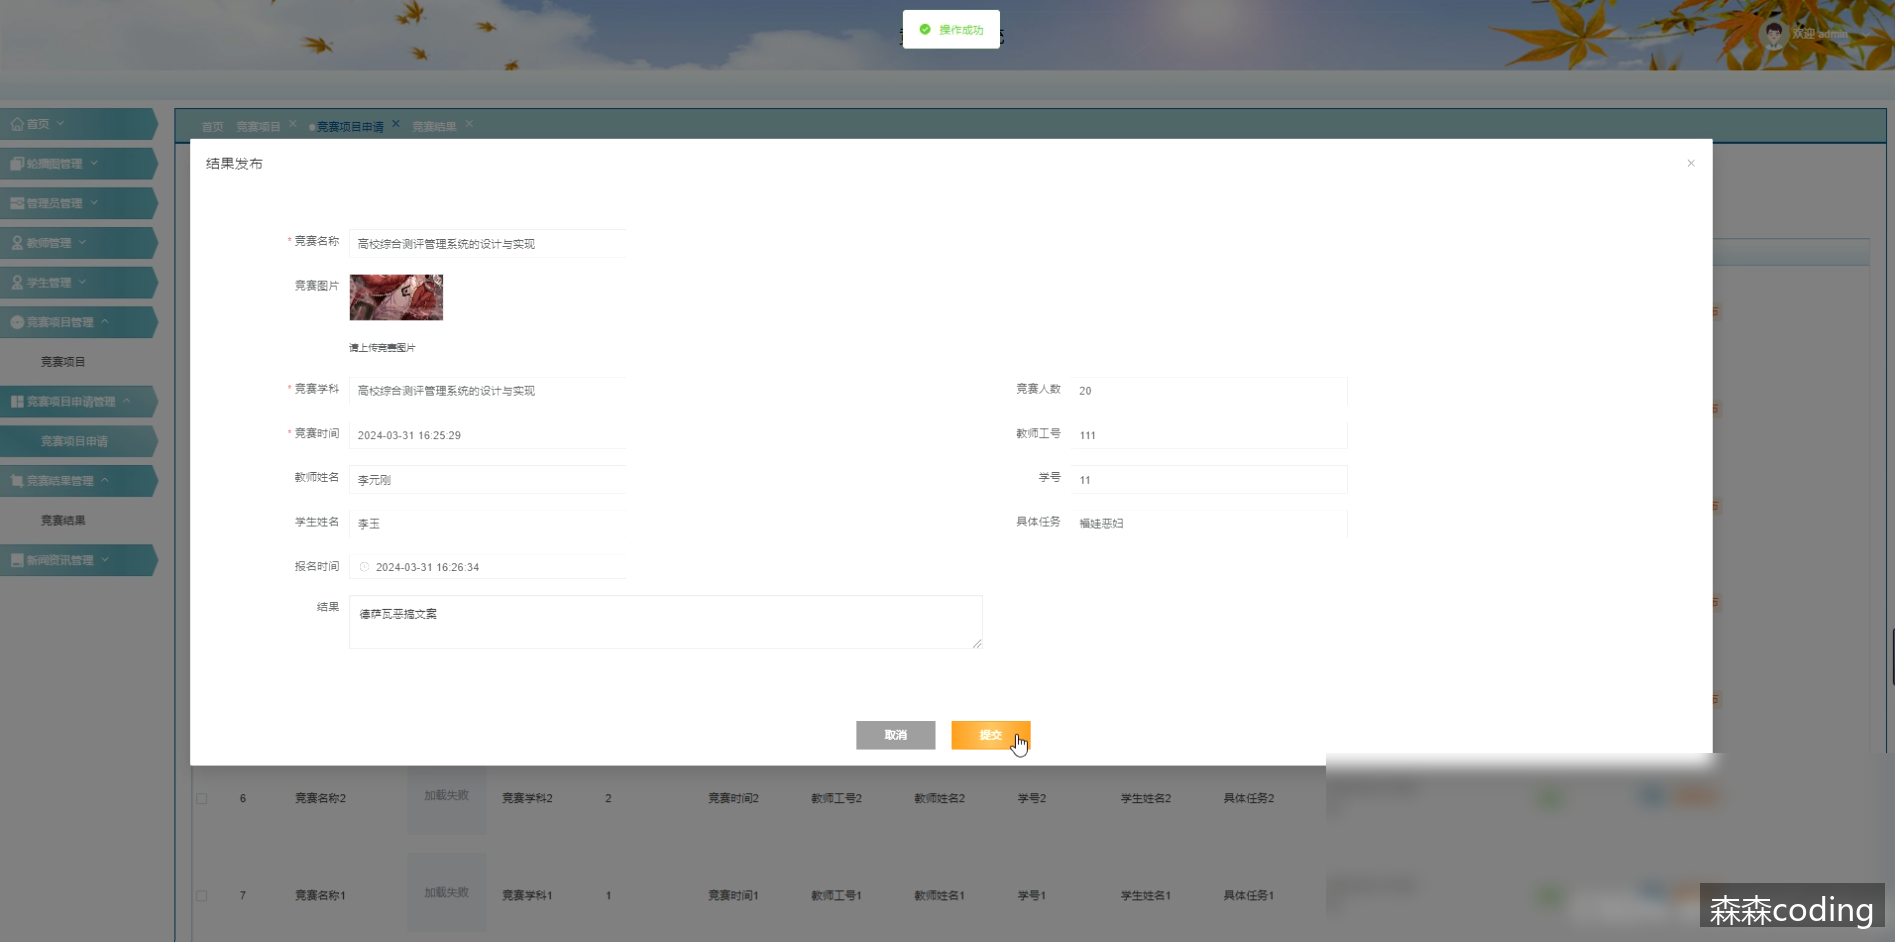 操作成功
欢迎 admin
首页
首页 竞赛项目 竞赛项目申请 竞赛结果
轮播图管理
管理员管理
教师管理
学生管理
竞赛项目管理
竞赛项目
竞赛项目申请管理
竞赛项目申请
竞赛结果管理
竞赛结果
新闻资讯管理
结果发布
* 竞赛名称 高校综合测评管理系统的设计与实现
竞赛图片
请上传竞赛图片
* 竞赛学科 高校综合测评管理系统的设计与实现 竞赛人数 20
* 竞赛时间 2024-03-31 16:25:29 教师工号 111
教师姓名 李元刚 学号 11
学生姓名 李玉 具体任务 福娃恶妇
报名时间 2024-03-31 16:26:34
结果 德萨瓦恶搞文案
取消 提交
6 竞赛名称2 加载失败 竞赛学科2 2 竞赛时间2 教师工号2 教师姓名2 学号2 学生姓名2 具体任务2
7 竞赛名称1 加载失败 竞赛学科1 1 竞赛时间1 教师工号1 教师姓名1 学号1 学生姓名1 具体任务1
森森coding